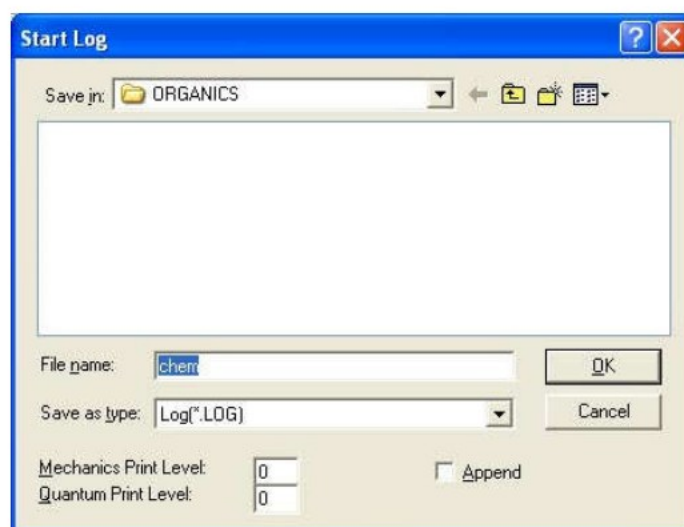 Start Log
Save in: ORGANICS
File name: chem OK
Save as type: Log(*.LOG) Cancel
Mechanics Print Level: 0 Append
Quantum Print Level: 0